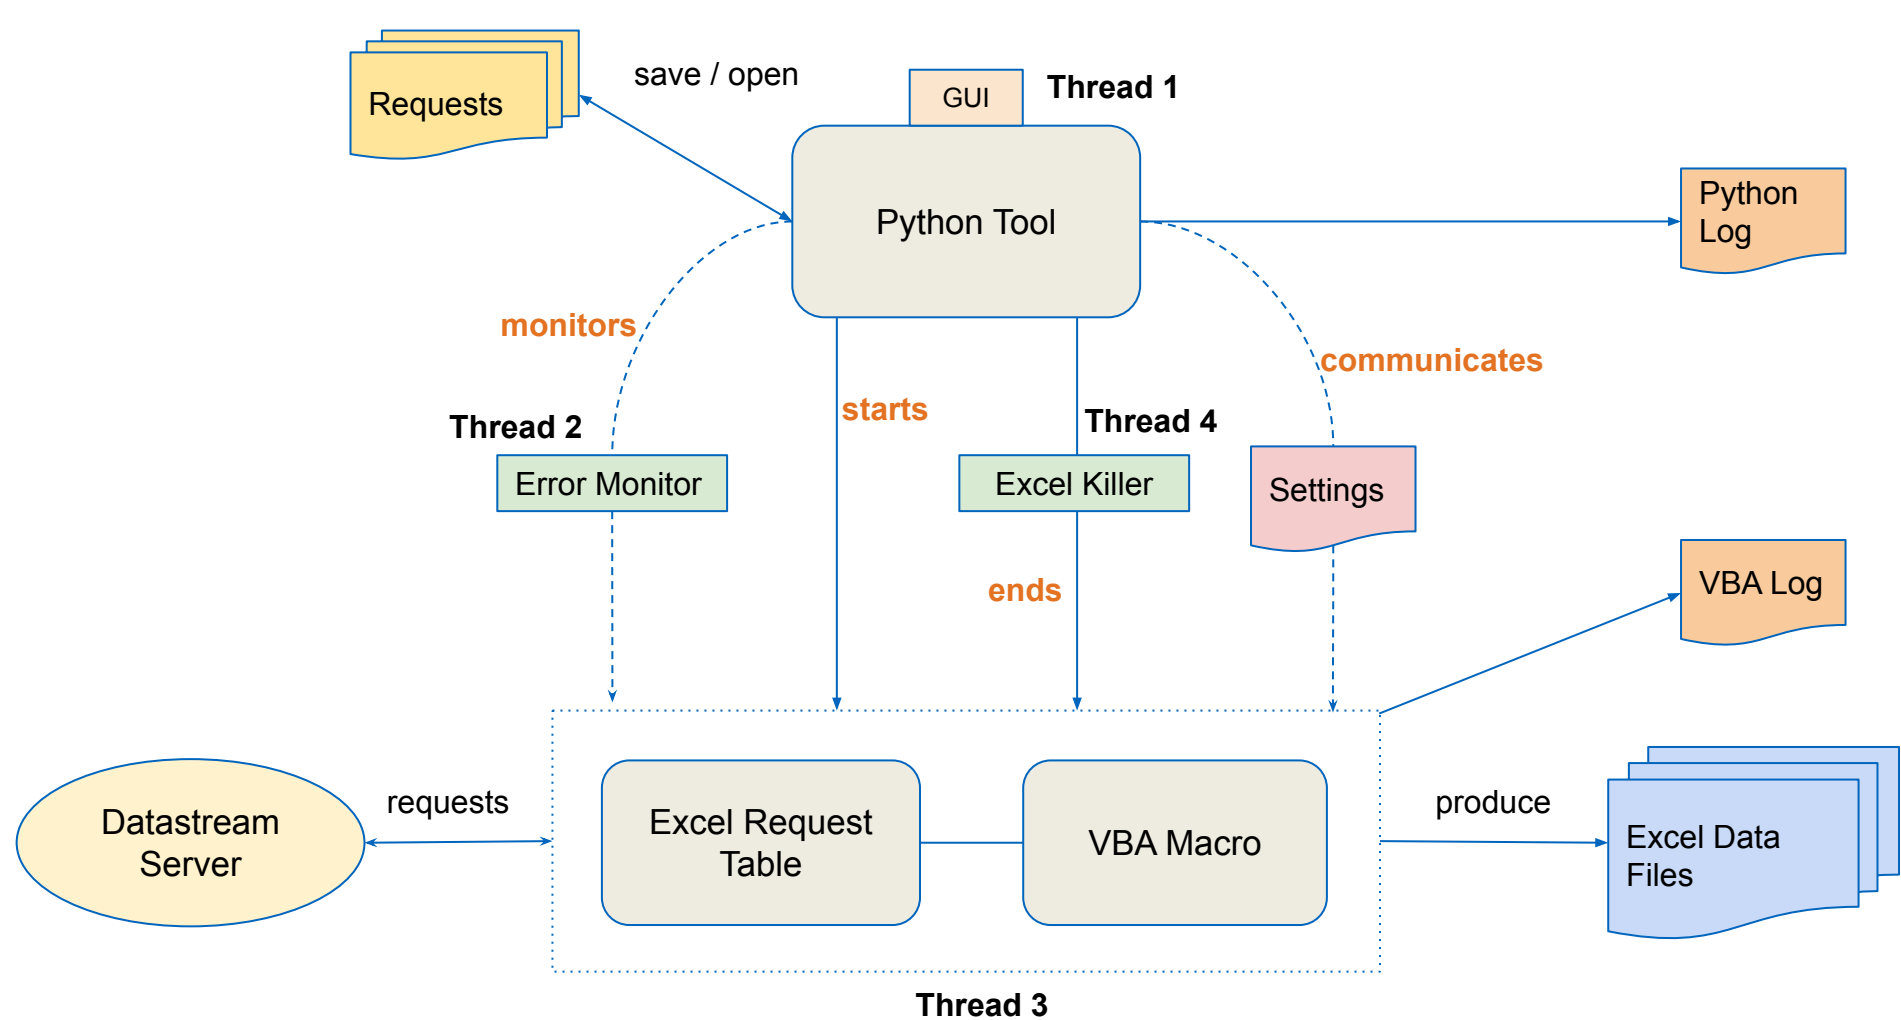 save / open
GUI
Thread 1
Requests
Python
Log
Python Tool
monitors
communicates
starts
Thread 2
Thread 4
Error Monitor
Excel Killer
Settings
ends
VBA Log
requests
produce
Datastream
Server
Excel Request
Table
VBA Macro
Excel Data
Files
Thread 3